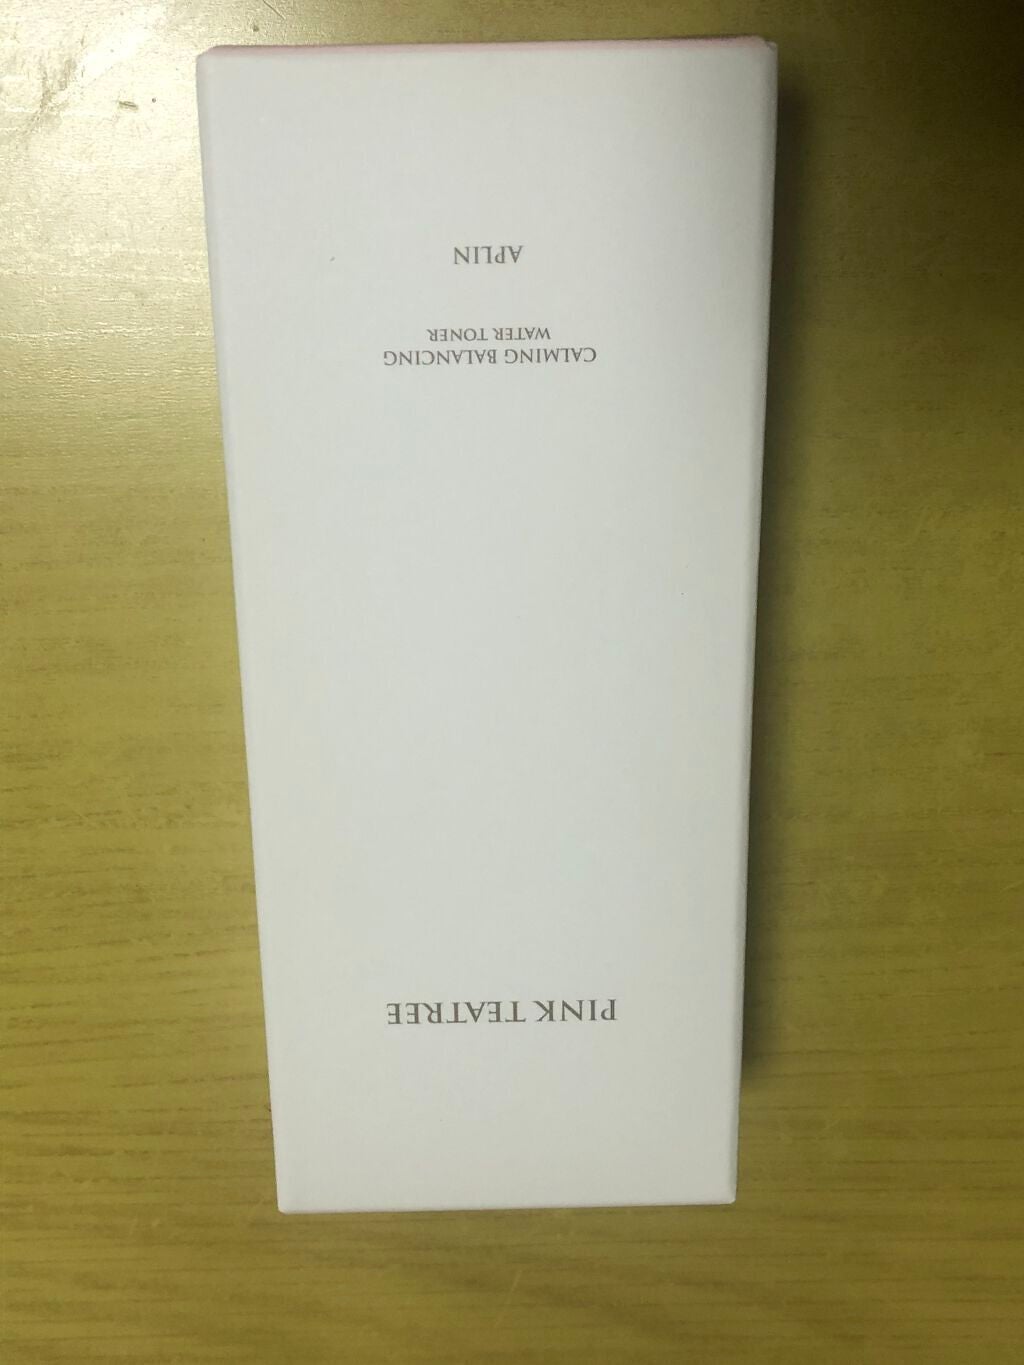 PINK TEATREE
CALMING BALANCING
WATER TONER
APLIN